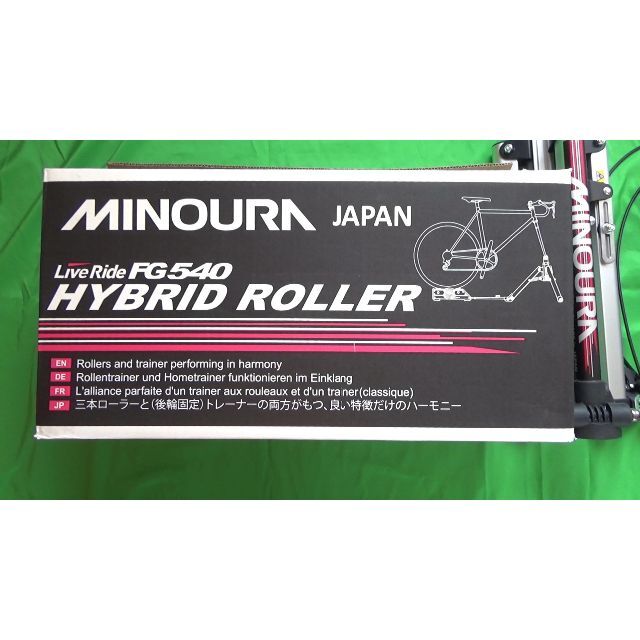 MINOURA JAPAN
LiveRide FG540
HYBRID ROLLER
EN Rollers and trainer performing in harmony
DE Rollentrainer und Hometrainer funktionieren im Einklang
FR L'alliance parfaite d'un trainer aux rouleaux et d'un trainer(classique)
JP 三本ローラーと(後輪固定)トレーナーの両方がもつ、良い特徴だけのハーモニー
MINOURA